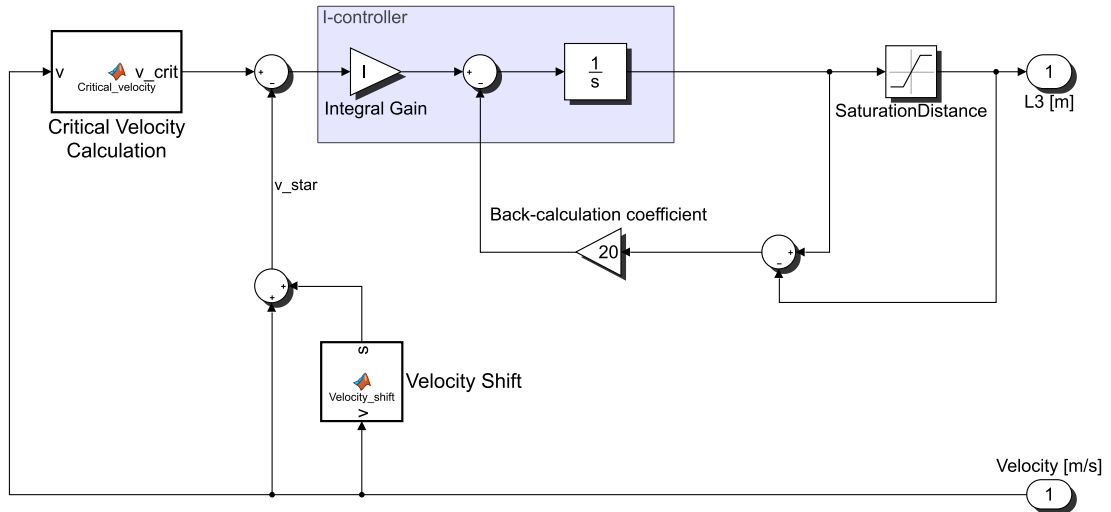 I-controller
v
v_crit
Critical_velocity
Critical Velocity
Calculation
+
−
I
Integral Gain
+
−
1
s
SaturationDistance
1
L3 [m]
v_star
Back-calculation coefficient
20
+
−
+
+
s
Velocity_shift
v
Velocity Shift
Velocity [m/s]
1